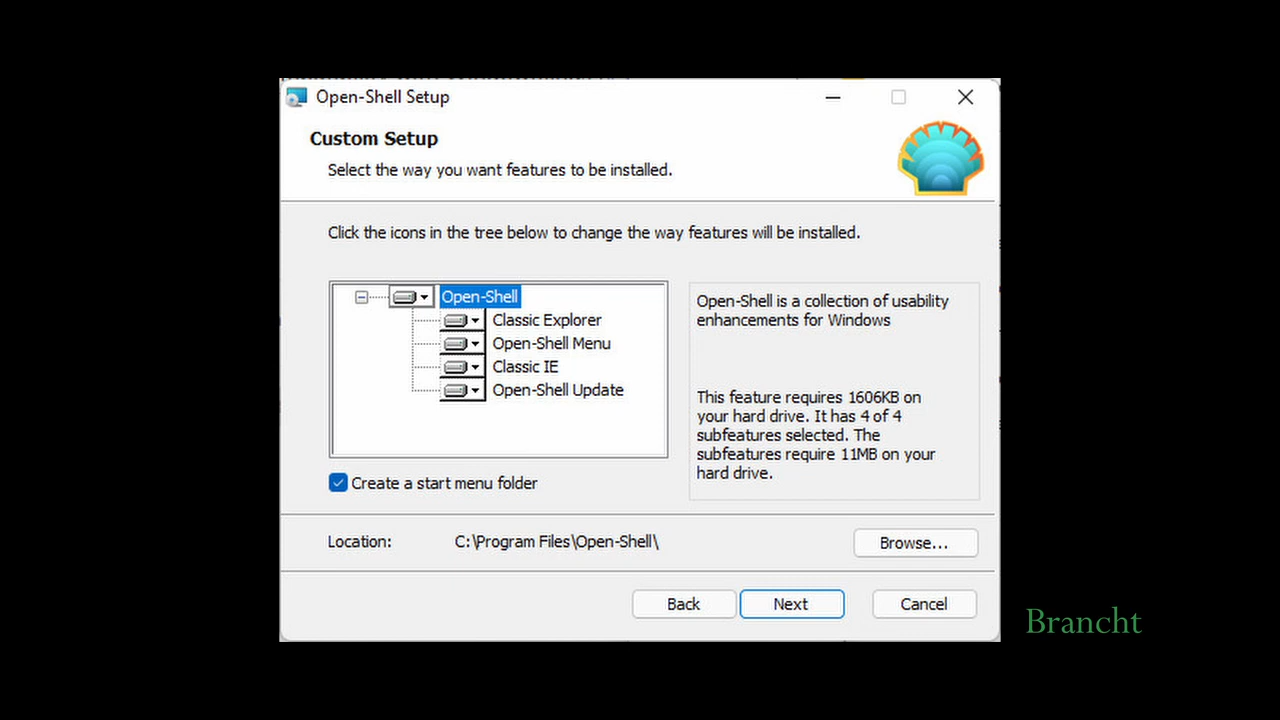 Open-Shell Setup
Custom Setup
Select the way you want features to be installed.
Click the icons in the tree below to change the way features will be installed.
Open-Shell
Classic Explorer
Open-Shell Menu
Classic IE
Open-Shell Update
Open-Shell is a collection of usability
enhancements for Windows
This feature requires 1606KB on
your hard drive. It has 4 of 4
subfeatures selected. The
subfeatures require 11MB on your
hard drive.
Create a start menu folder
Location:
C:\Program Files\Open-Shell\
Browse...
Back
Next
Cancel
Brancht